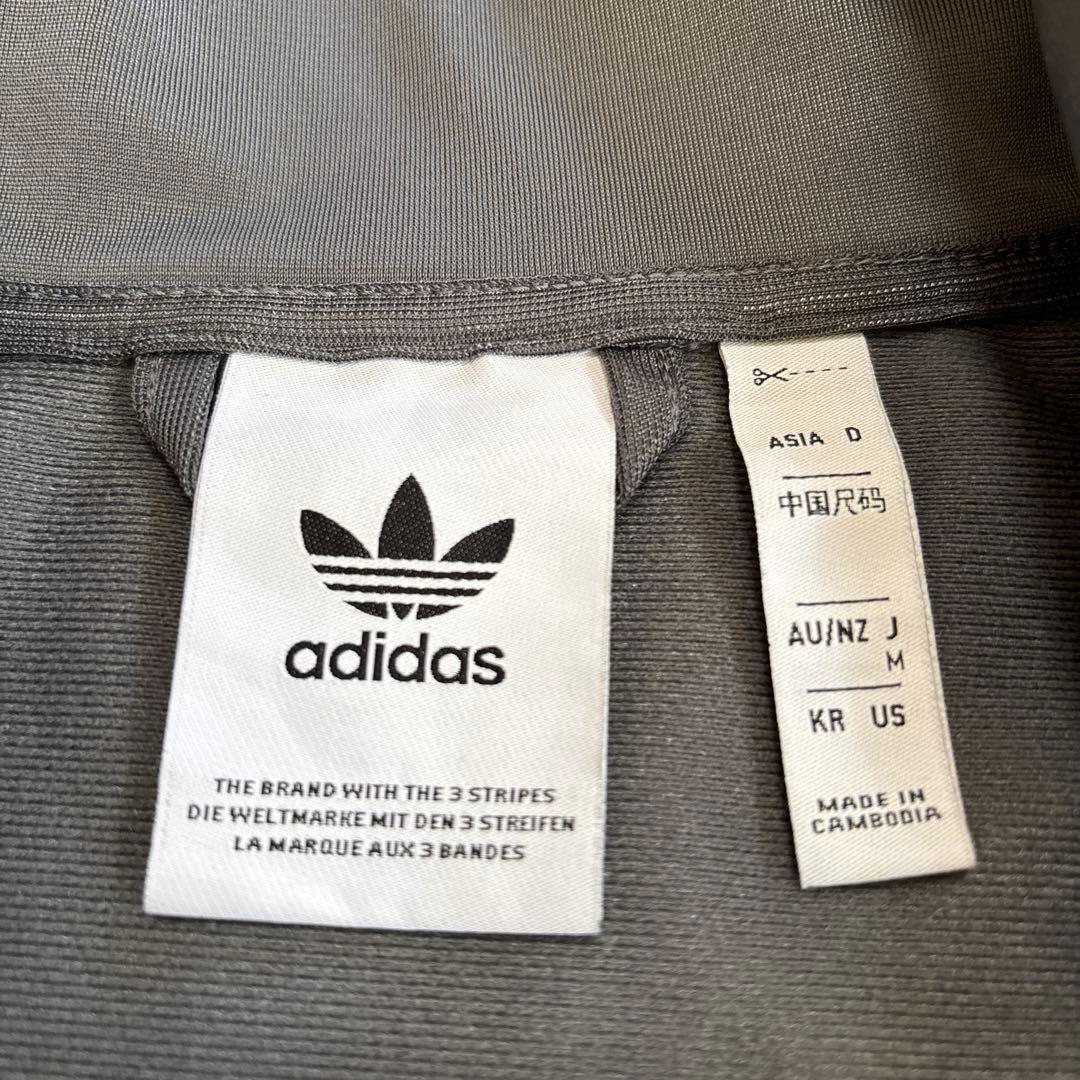 adidas
THE BRAND WITH THE 3 STRIPES
DIE WELTMARKE MIT DEN 3 STREIFEN
LA MARQUE AUX 3 BANDES
ASIA D
中国尺码
AU/NZ J
M
KR US
MADE IN
CAMBODIA